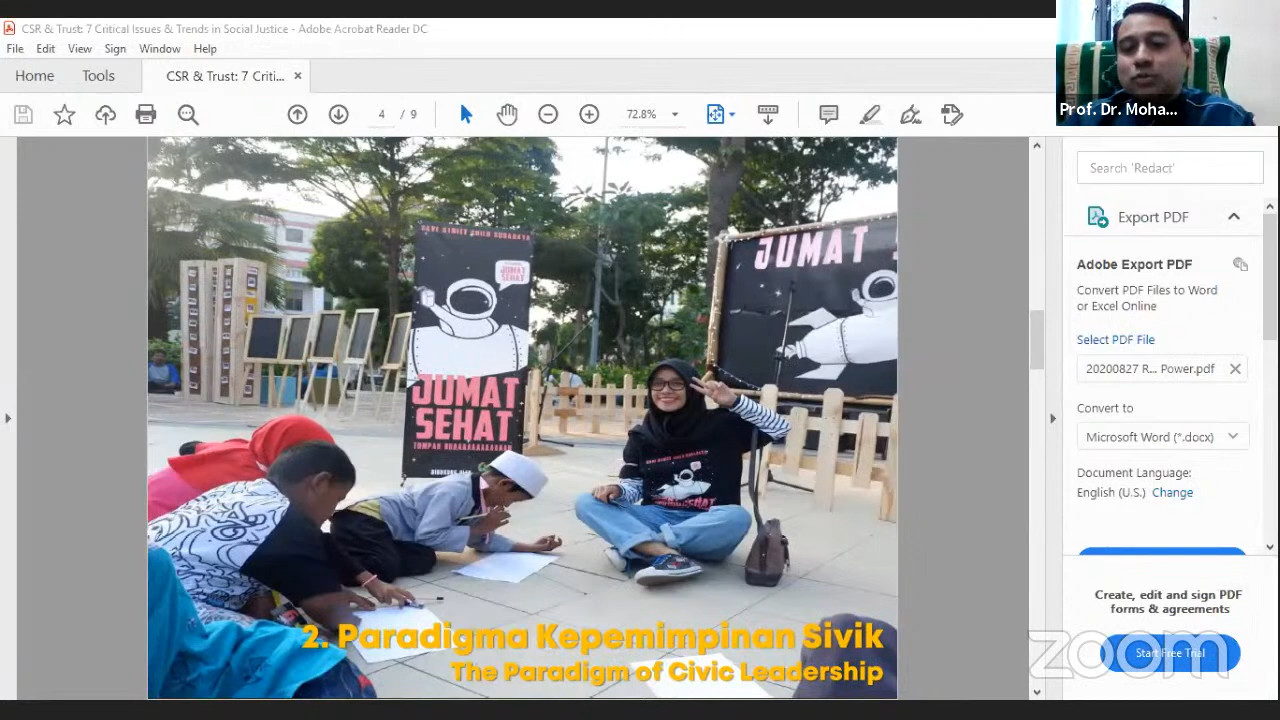 CSR & Trust: 7 Critical Issues & Trends in Social Justice - Adobe Acrobat Reader DC
File Edit View Sign Window Help
Home Tools CSR & Trust: 7 Criti... ×
4 / 9 72.8%
Prof. Dr. Moha...
Search 'Redact'
Export PDF
Adobe Export PDF
Convert PDF Files to Word
or Excel Online
Select PDF File
20200827 R... Power.pdf
Convert to
Microsoft Word (*.docx)
Document Language:
English (U.S.) Change
Create, edit and sign PDF
forms & agreements
Start Free Trial
zoom
JUMAT
SEHAT
JUMAT
SEHAT
JUMAT S
SEHAT
2. Paradigma Kepemimpinan Sivik
The Paradigm of Civic Leadership